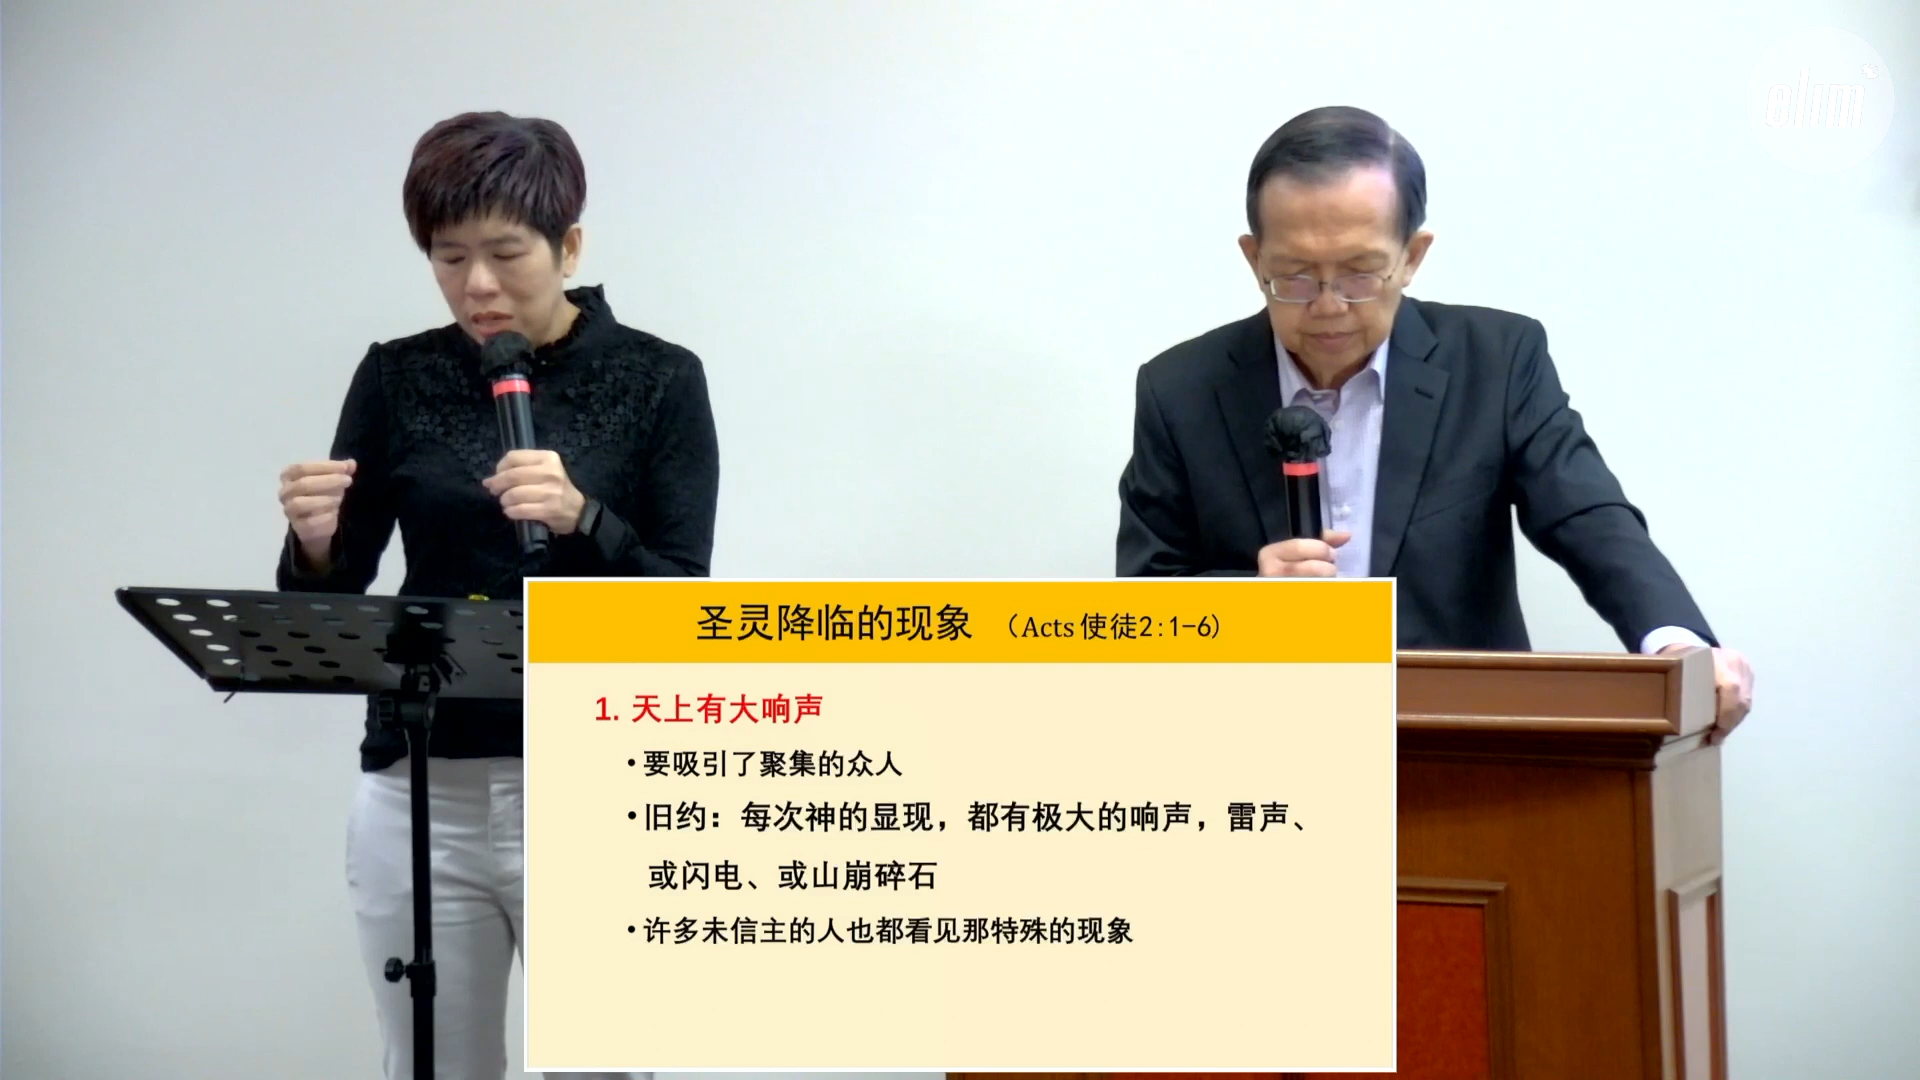 elim
圣灵降临的现象 （Acts 使徒2:1-6)
1. 天上有大响声
•要吸引了聚集的众人
•旧约：每次神的显现，都有极大的响声，雷声、
或闪电、或山崩碎石
•许多未信主的人也都看见那特殊的现象